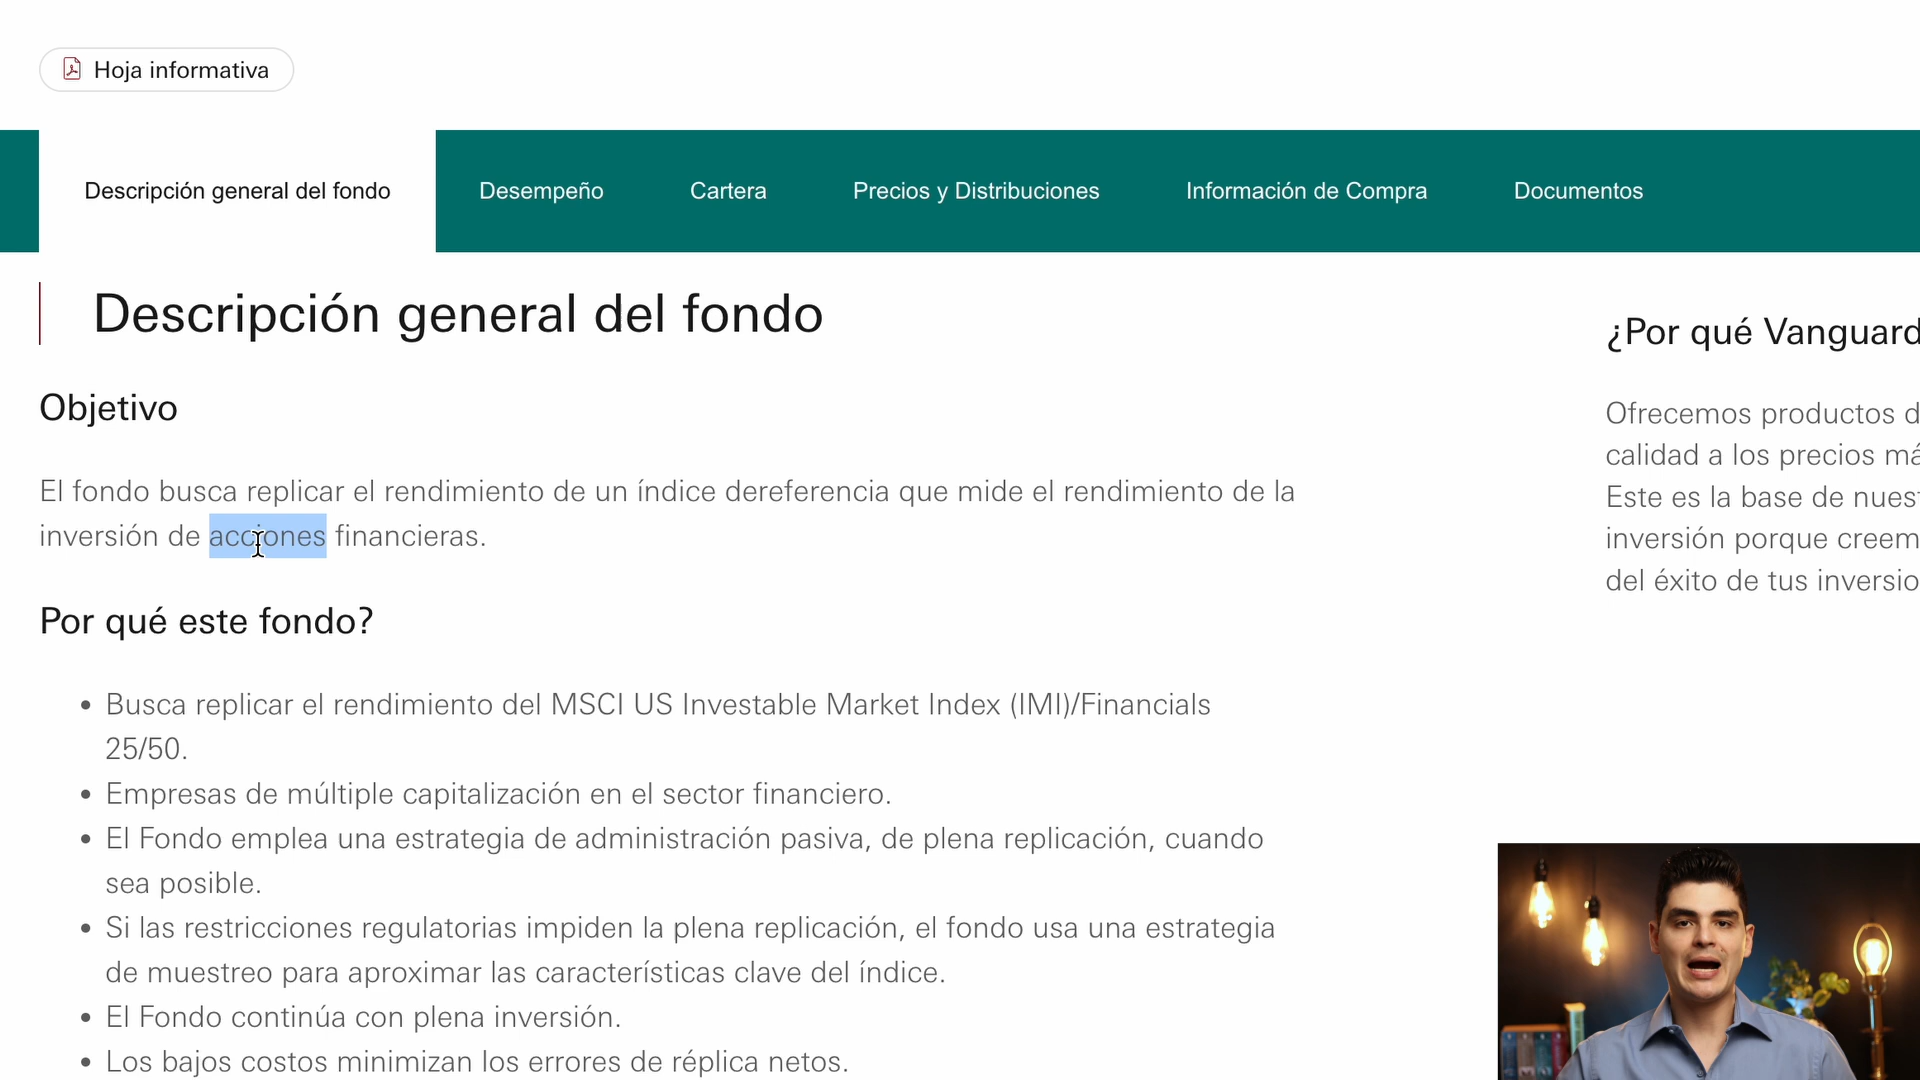 Hoja informativa
Descripción general del fondo
Desempeño
Cartera
Precios y Distribuciones
Información de Compra
Documentos
Descripción general del fondo
Objetivo
El fondo busca replicar el rendimiento de un índice dereferencia que mide el rendimiento de la
inversión de acciones financieras.
Por qué este fondo?
• Busca replicar el rendimiento del MSCI US Investable Market Index (IMI)/Financials
25/50.
• Empresas de múltiple capitalización en el sector financiero.
• El Fondo emplea una estrategia de administración pasiva, de plena replicación, cuando
sea posible.
• Si las restricciones regulatorias impiden la plena replicación, el fondo usa una estrategia
de muestreo para aproximar las características clave del índice.
• El Fondo continúa con plena inversión.
• Los bajos costos minimizan los errores de réplica netos.
¿Por qué Vanguard
Ofrecemos productos d
calidad a los precios má
Este es la base de nues
inversión porque creem
del éxito de tus inversio